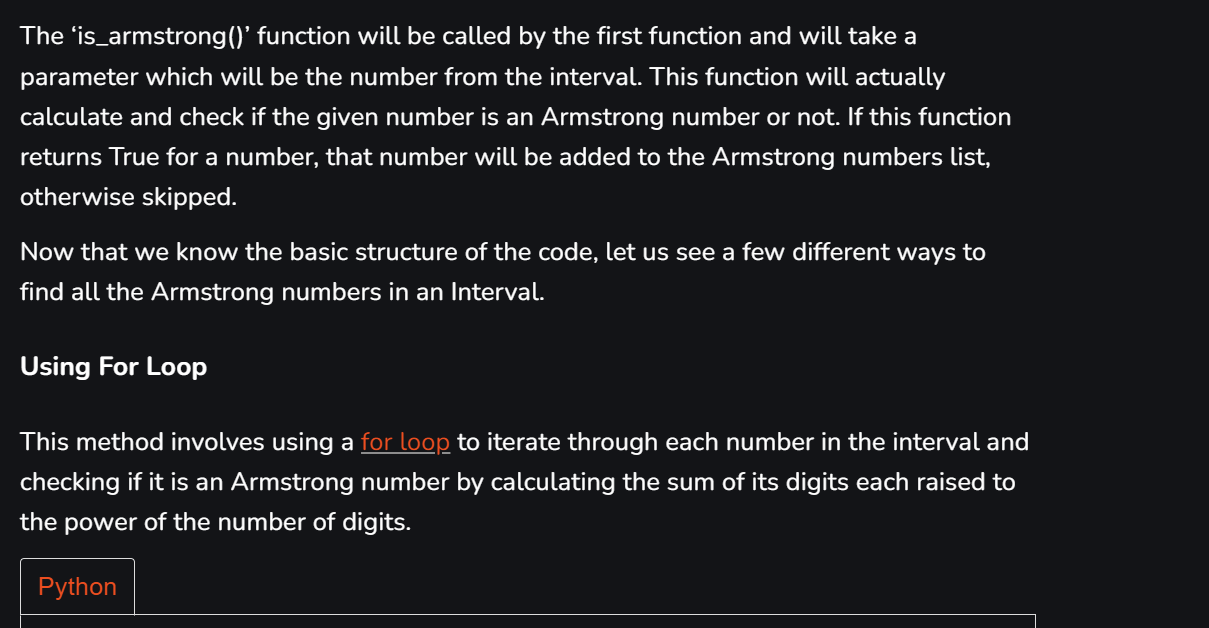 The ‘is_armstrong()’ function will be called by the first function and will take a
parameter which will be the number from the interval. This function will actually
calculate and check if the given number is an Armstrong number or not. If this function
returns True for a number, that number will be added to the Armstrong numbers list,
otherwise skipped.
Now that we know the basic structure of the code, let us see a few different ways to
find all the Armstrong numbers in an Interval.
Using For Loop
This method involves using a for loop to iterate through each number in the interval and
checking if it is an Armstrong number by calculating the sum of its digits each raised to
the power of the number of digits.
Python